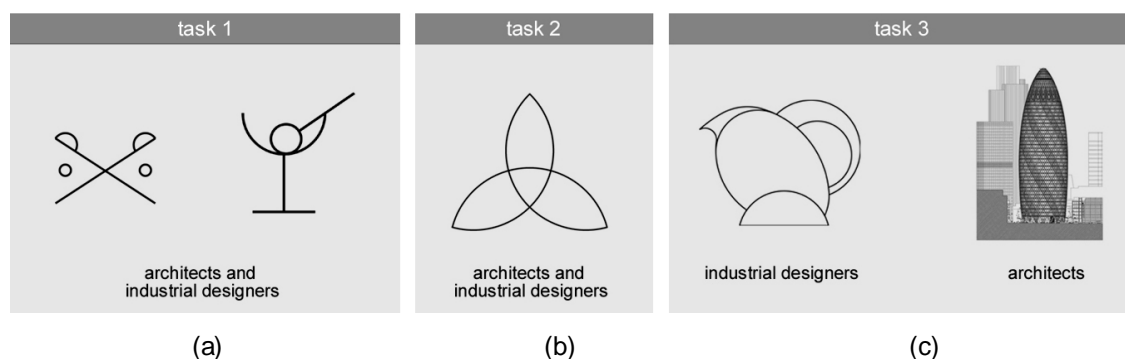 task 1
task 2
task 3
architects and
industrial designers
architects and
industrial designers
industrial designers
architects
(a)
(b)
(c)